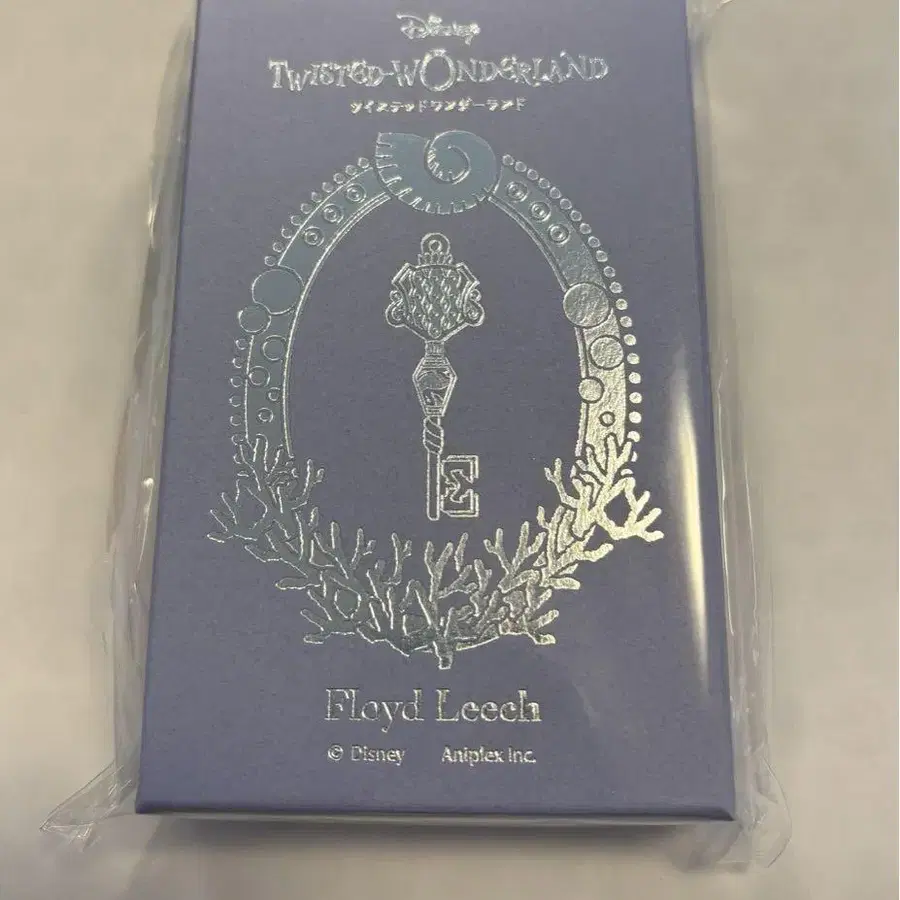 Disney
TWISTED-WONDERLAND
ツイステッドワンダーランド
Floyd Leech
© Disney Aniplex Inc.